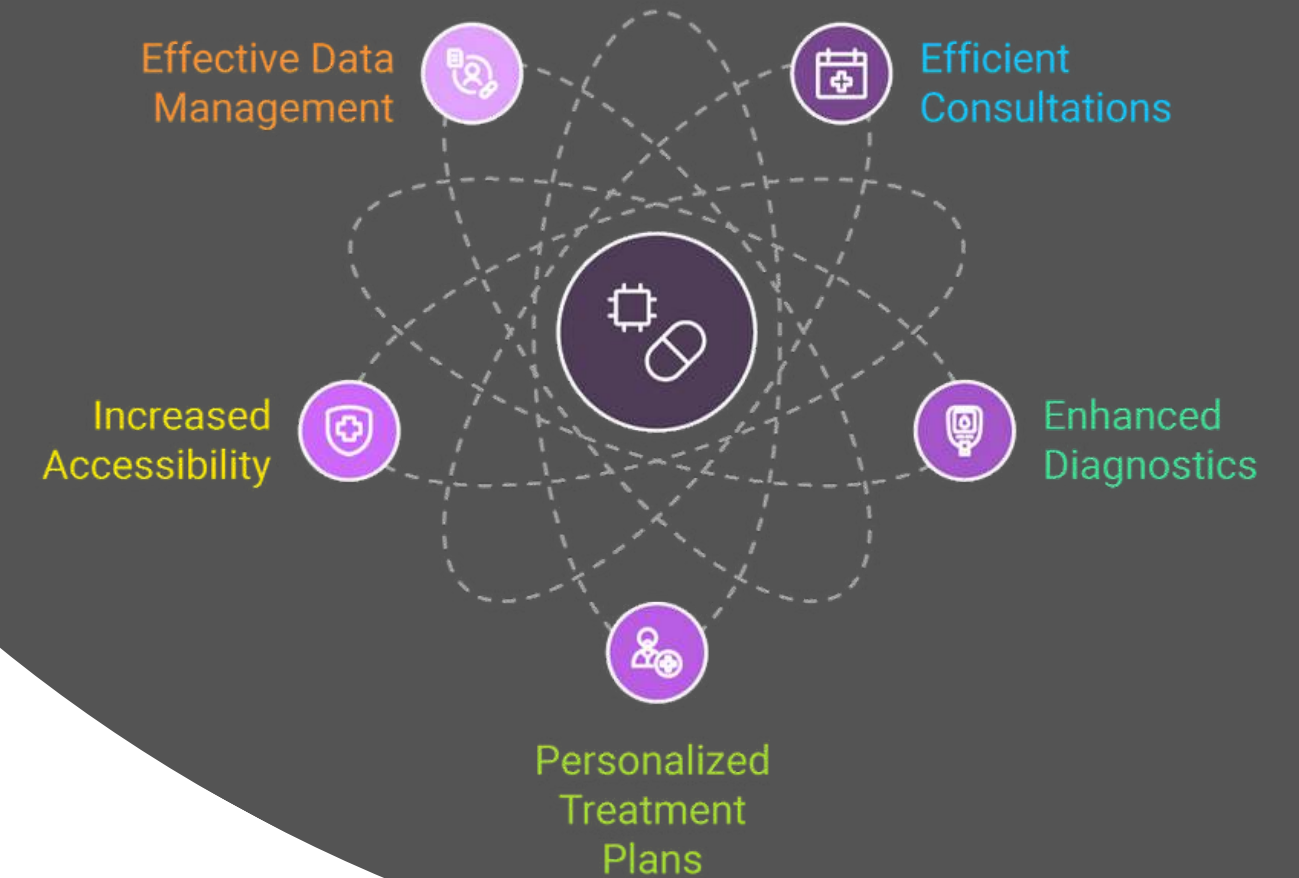 Effective Data
Management
Efficient
Consultations
Increased
Accessibility
Enhanced
Diagnostics
Personalized
Treatment
Plans